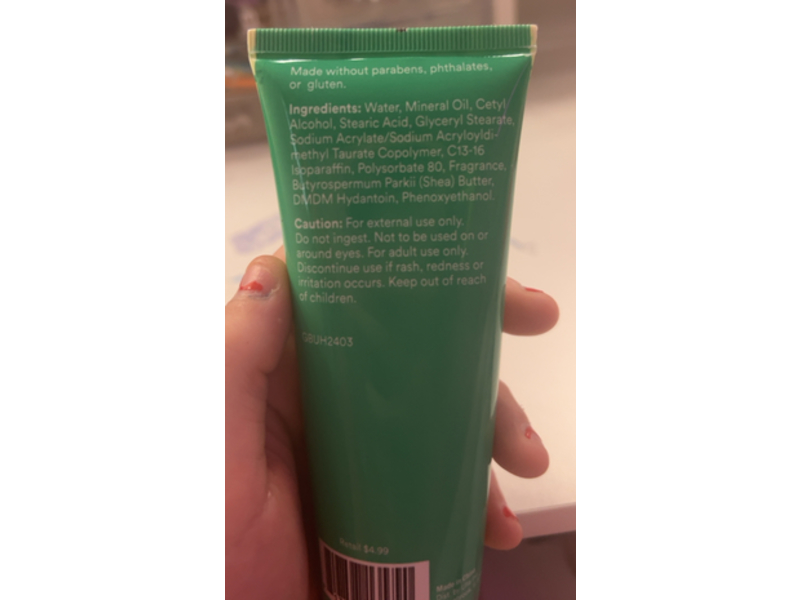 Made without parabens, phthalates,
or gluten.
Ingredients: Water, Mineral Oil, Cetyl
Alcohol, Stearic Acid, Glyceryl Stearate,
Sodium Acrylate/Sodium Acryloyldi-
methyl Taurate Copolymer, C13-16
Isoparaffin, Polysorbate 80, Fragrance,
Butyrospermum Parkii (Shea) Butter,
DMDM Hydantoin, Phenoxyethanol.
Caution: For external use only.
Do not ingest. Not to be used on or
around eyes. For adult use only.
Discontinue use if rash, redness or
irritation occurs. Keep out of reach
of children.
GBUH2403
Retail $4.99
Made in